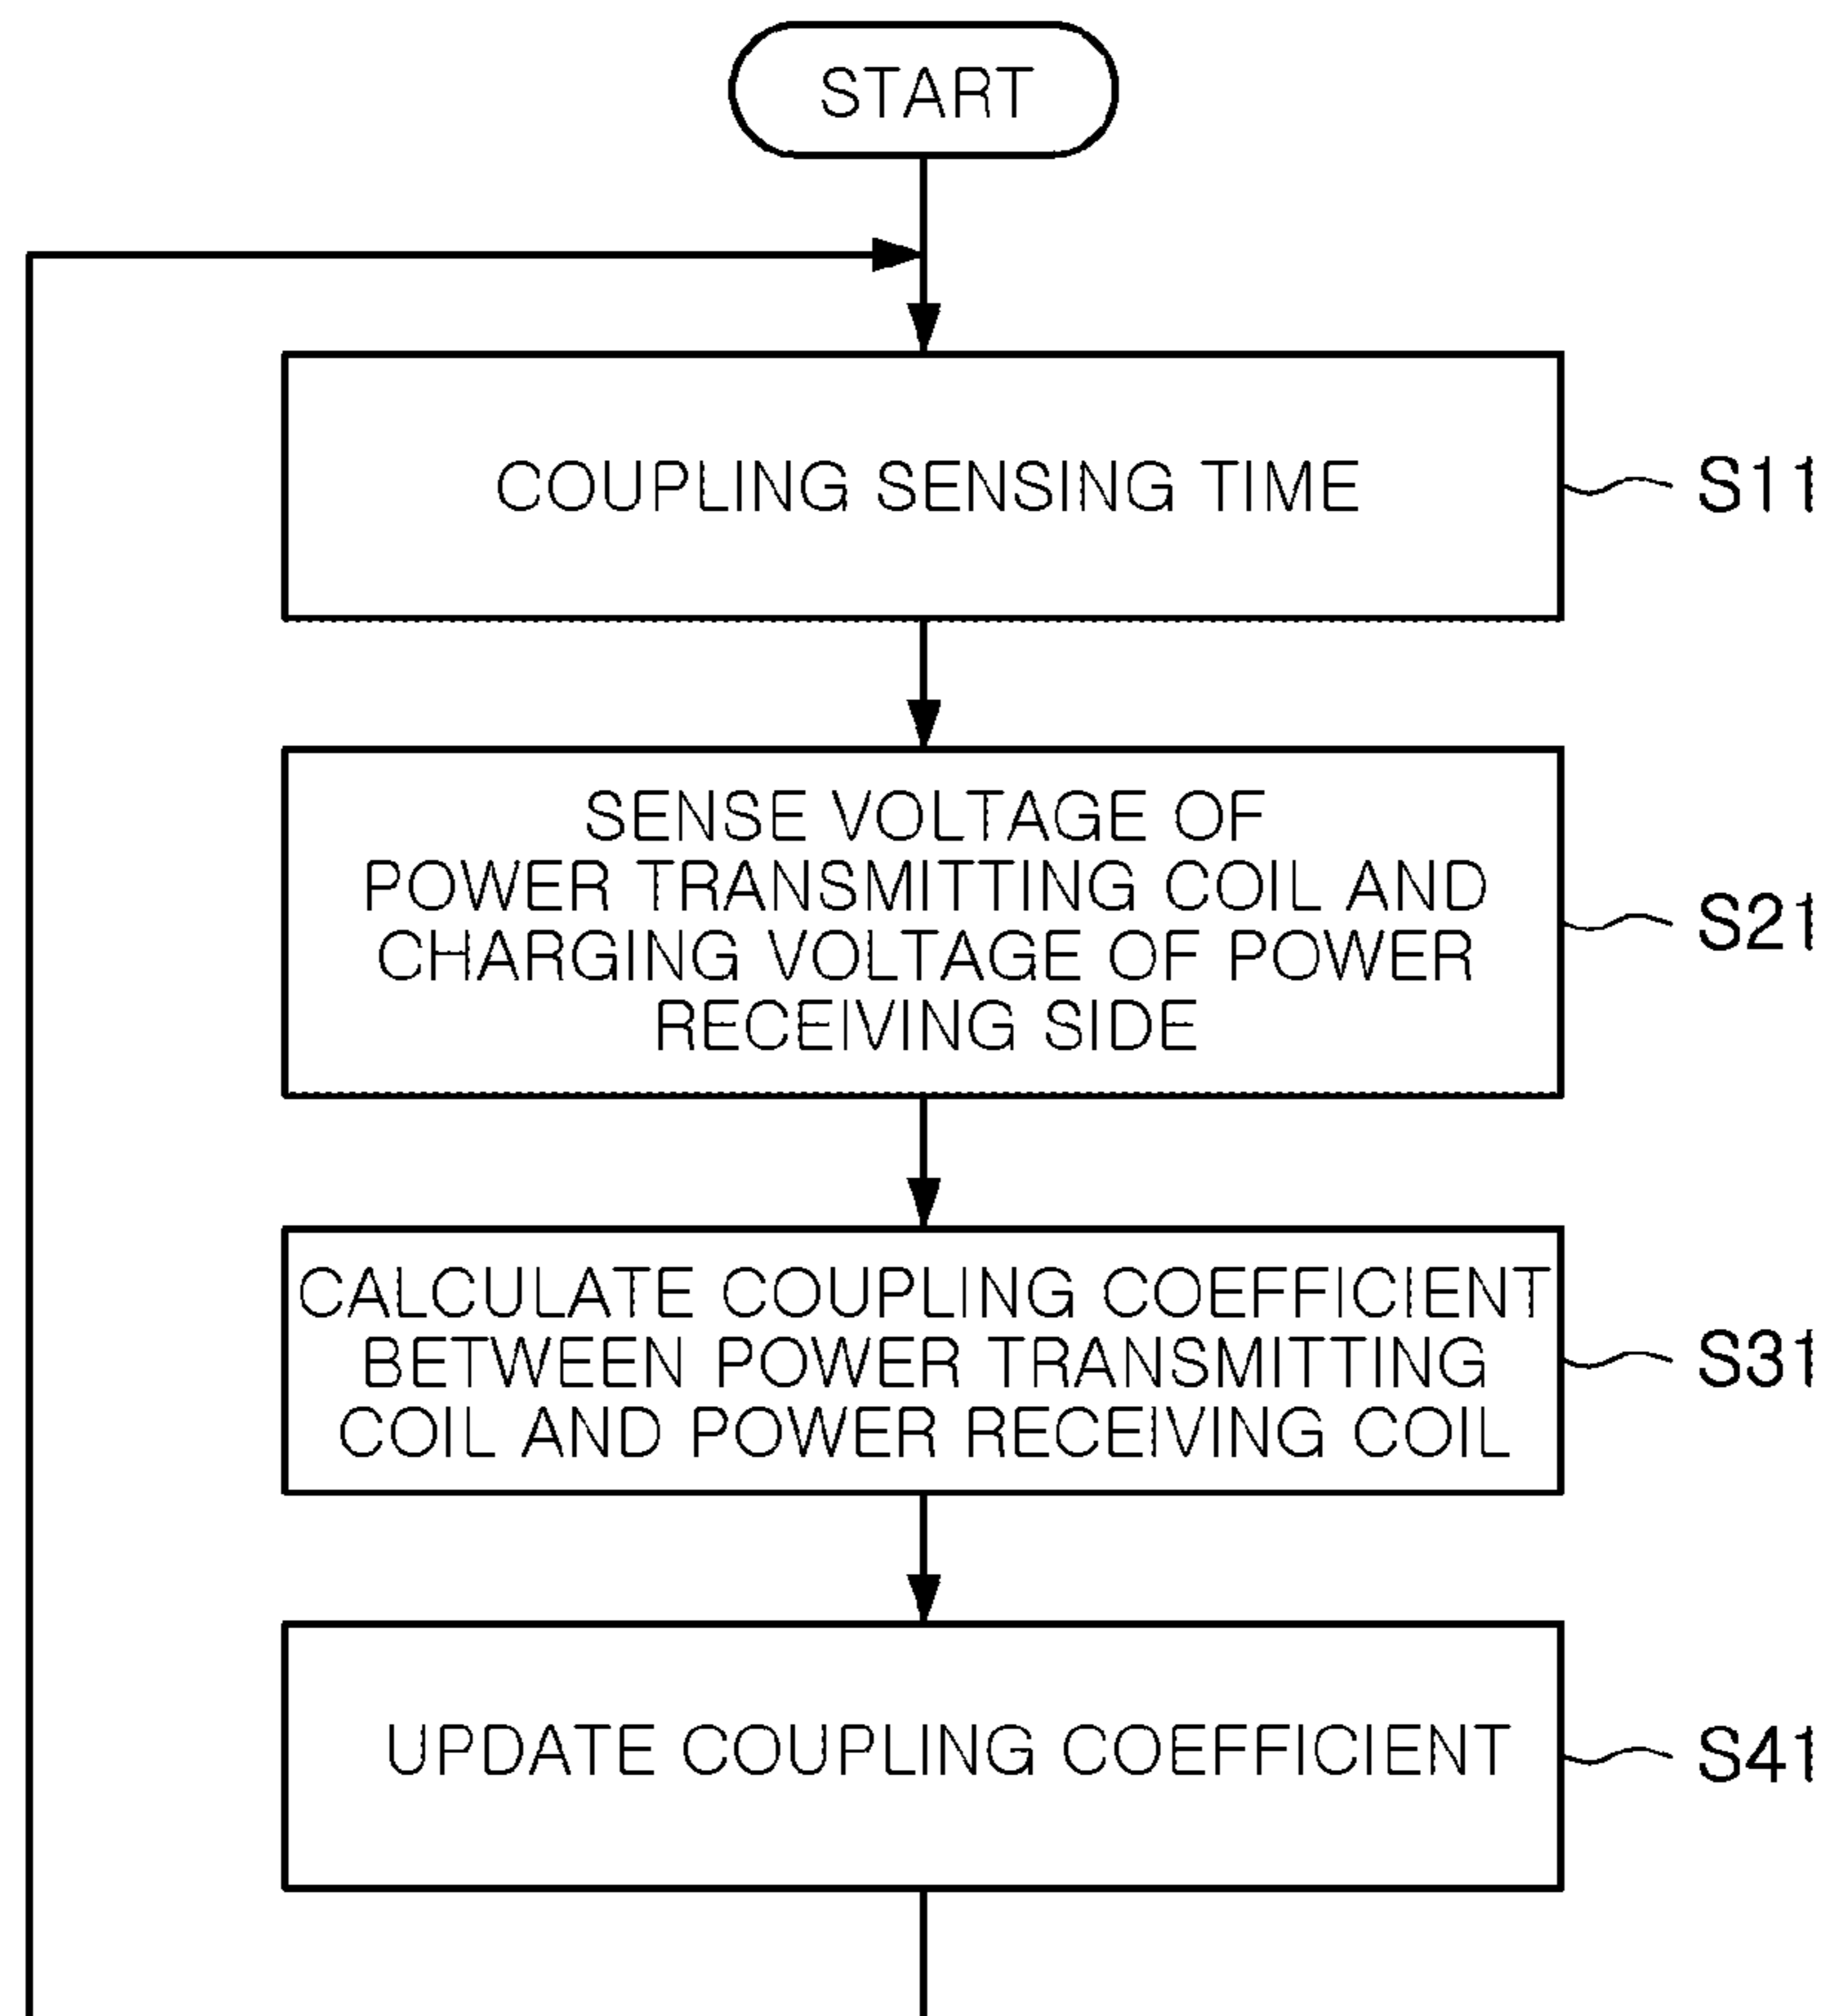 START
COUPLING SENSING TIME
S11
SENSE VOLTAGE OF
POWER TRANSMITTING COIL AND
CHARGING VOLTAGE OF POWER
RECEIVING SIDE
S21
CALCULATE COUPLING COEFFICIENT
BETWEEN POWER TRANSMITTING
COIL AND POWER RECEIVING COIL
S31
UPDATE COUPLING COEFFICIENT
S41